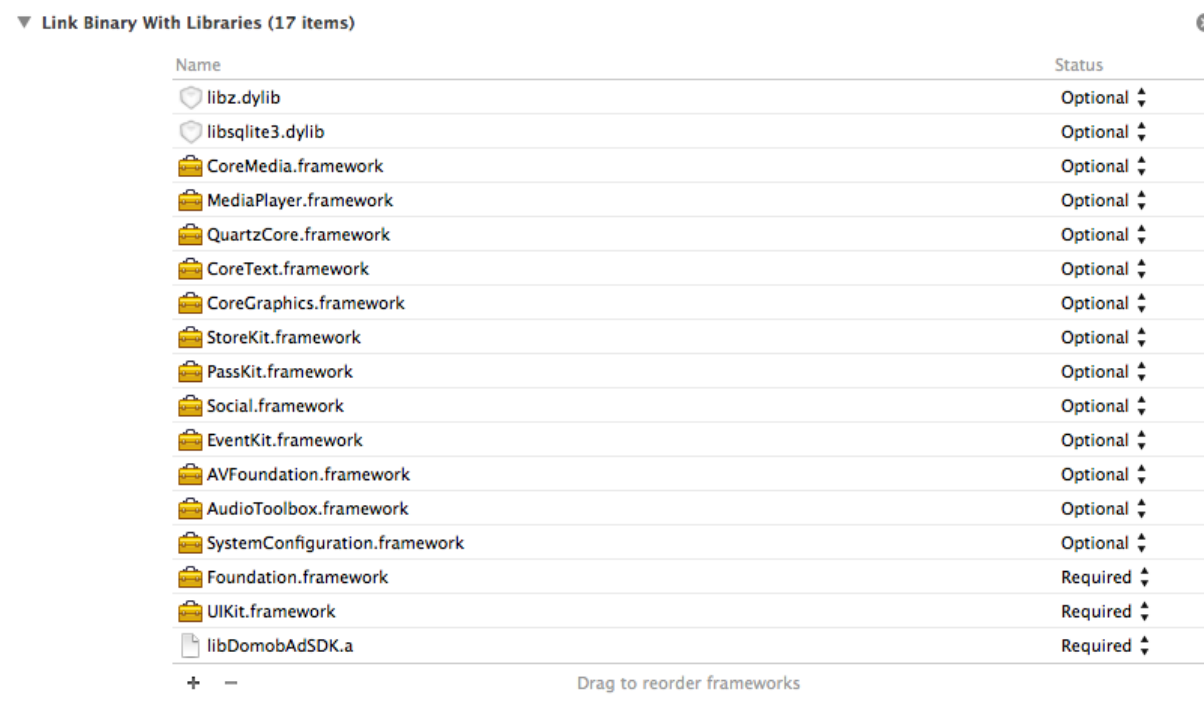 Link Binary With Libraries (17 items)
Name Status
libz.dylib Optional
libsqlite3.dylib Optional
CoreMedia.framework Optional
MediaPlayer.framework Optional
QuartzCore.framework Optional
CoreText.framework Optional
CoreGraphics.framework Optional
StoreKit.framework Optional
PassKit.framework Optional
Social.framework Optional
EventKit.framework Optional
AVFoundation.framework Optional
AudioToolbox.framework Optional
SystemConfiguration.framework Optional
Foundation.framework Required
UIKit.framework Required
libDomobAdSDK.a Required
+ − Drag to reorder frameworks